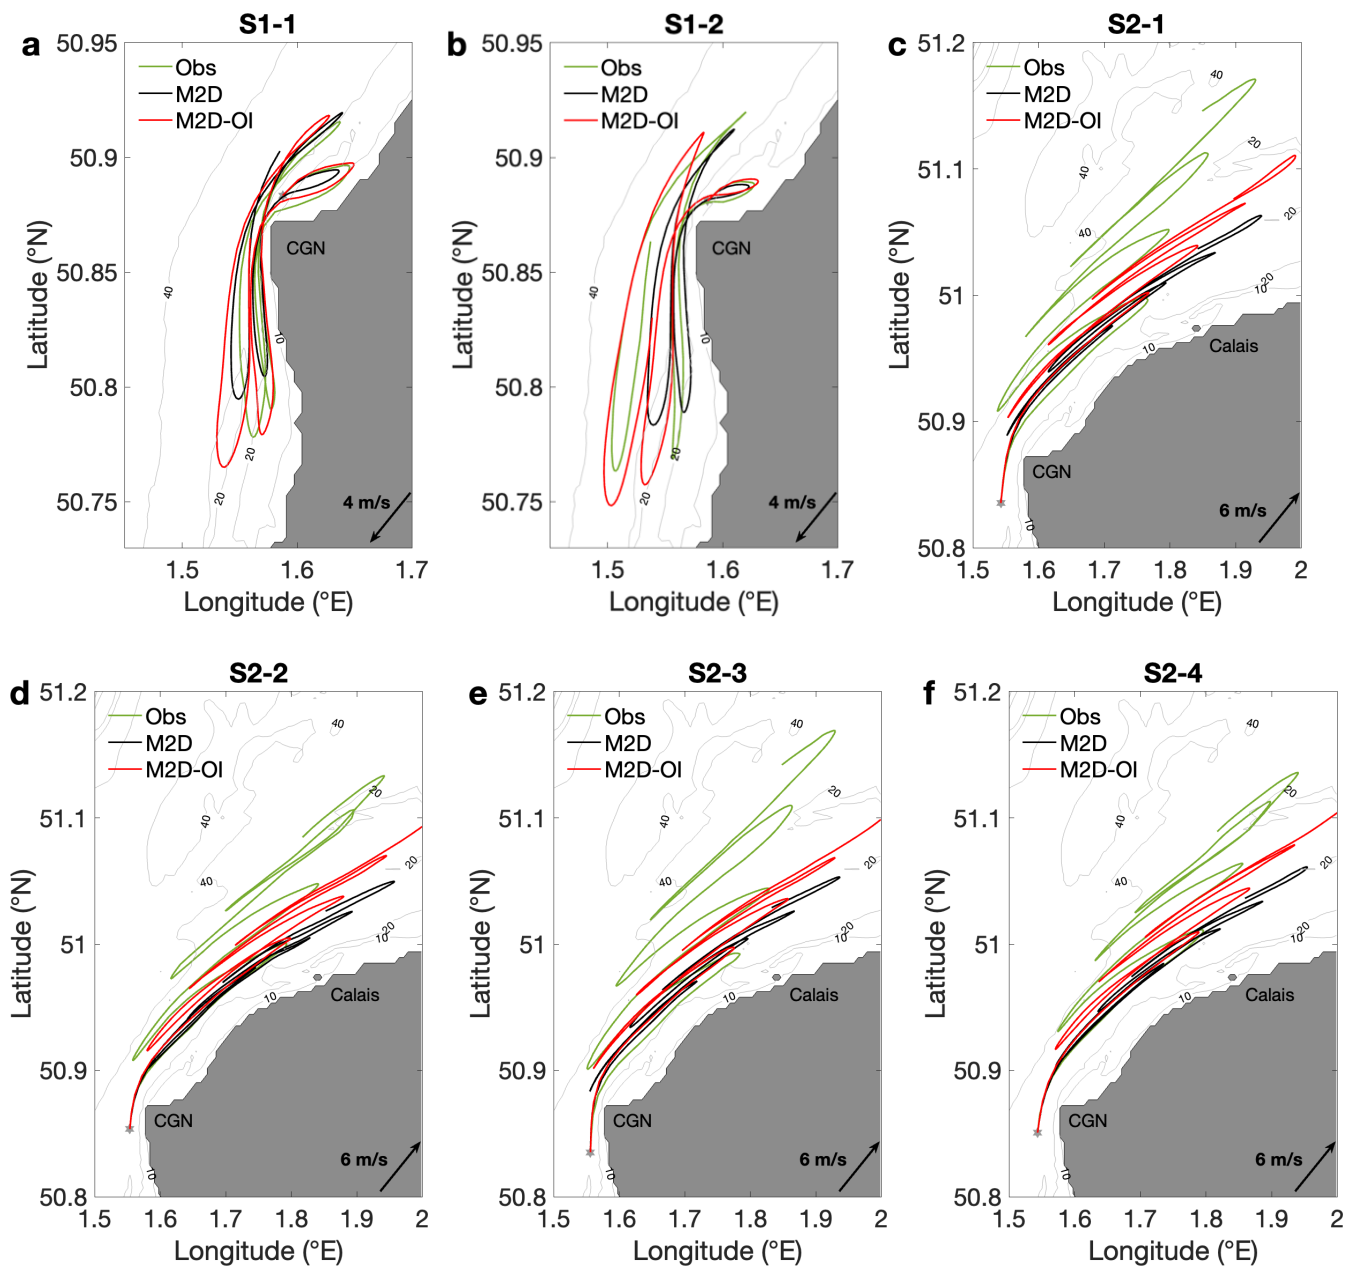 a
S1-1
50.95
50.9
50.85
50.8
50.75
Latitude (°N)
Obs
M2D
M2D-OI
CGN
40
10
20
20
4 m/s
1.5
1.6
1.7
Longitude (°E)
b
S1-2
50.95
50.9
50.85
50.8
50.75
Latitude (°N)
Obs
M2D
M2D-OI
CGN
40
10
20
20
4 m/s
1.5
1.6
1.7
Longitude (°E)
c
S2-1
51.2
51.1
51
50.9
50.8
Latitude (°N)
Obs
M2D
M2D-OI
40
20
40
40
20
10
20
10
Calais
CGN
10
6 m/s
1.5
1.6
1.7
1.8
1.9
2
Longitude (°E)
d
S2-2
51.2
51.1
51
50.9
50.8
Latitude (°N)
Obs
M2D
M2D-OI
40
20
40
40
20
10
20
10
Calais
CGN
10
6 m/s
1.5
1.6
1.7
1.8
1.9
2
Longitude (°E)
e
S2-3
51.2
51.1
51
50.9
50.8
Latitude (°N)
Obs
M2D
M2D-OI
40
20
40
40
20
10
20
10
Calais
CGN
10
6 m/s
1.5
1.6
1.7
1.8
1.9
2
Longitude (°E)
f
S2-4
51.2
51.1
51
50.9
50.8
Latitude (°N)
Obs
M2D
M2D-OI
40
20
40
40
20
10
20
10
Calais
CGN
10
6 m/s
1.5
1.6
1.7
1.8
1.9
2
Longitude (°E)